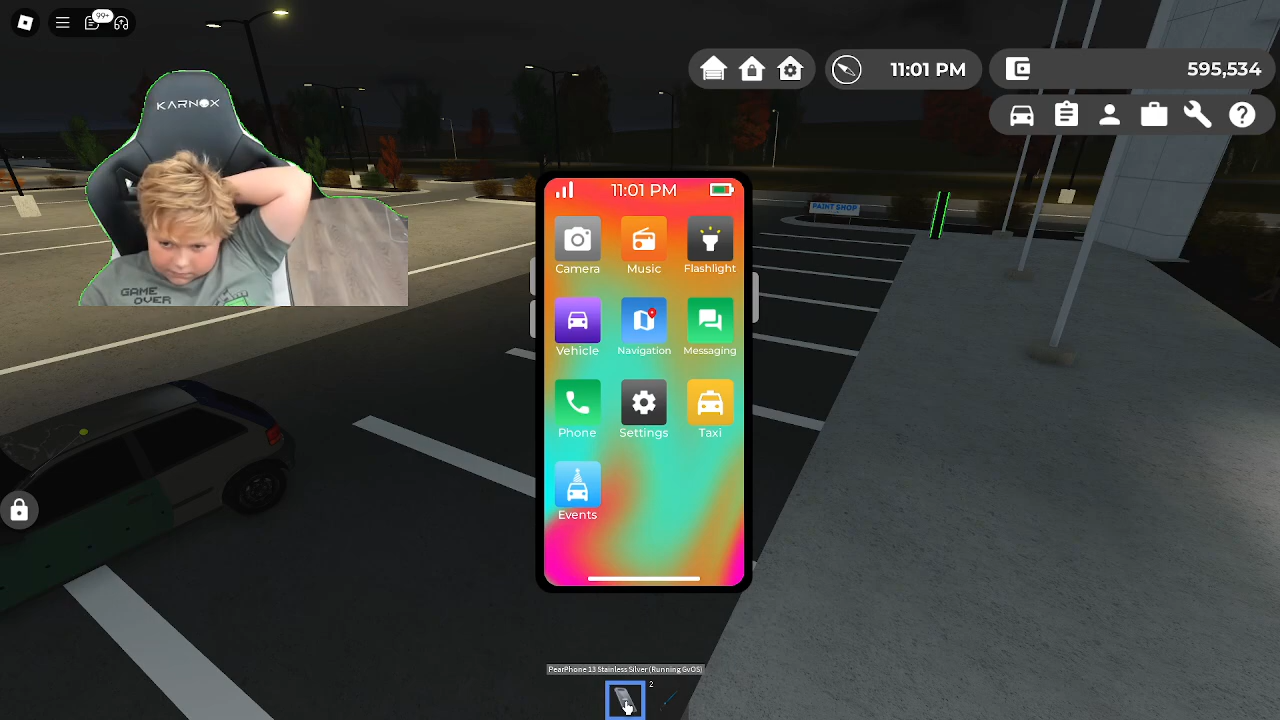 99+
11:01 PM
595,534
KARNOX
11:01 PM
Camera Music Flashlight
PAINT SHOP
GAME
OVER
Vehicle Navigation Messaging
Phone Settings Taxi
Events
PearPhone 13 Stainless Silver (Running GvOS)
2